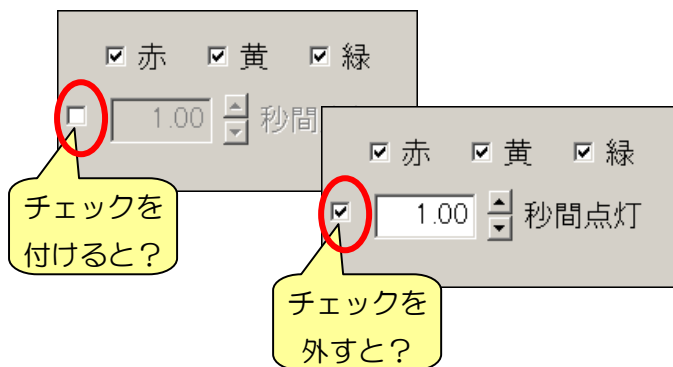 赤 黄 緑
1.00 秒間
チェックを
付けると？
赤 黄 緑
1.00 秒間点灯
チェックを
外すと？